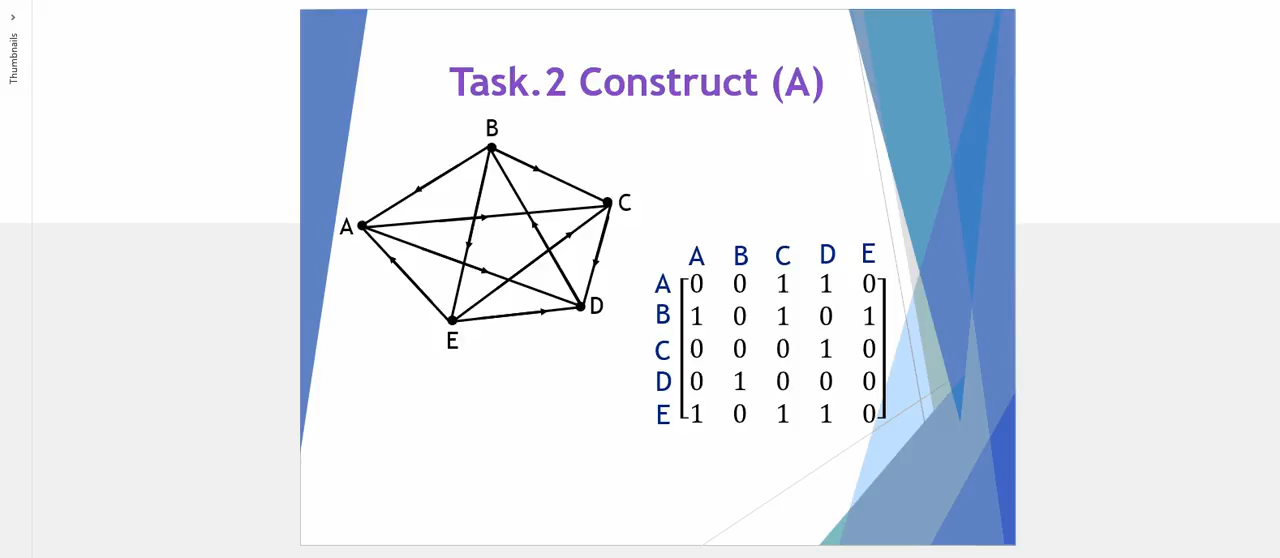 Thumbnails
Task.2 Construct (A)
B
C
A
D
E
A B C D E
A 0 0 1 1 0
B 1 0 1 0 1
C 0 0 0 1 0
D 0 1 0 0 0
E 1 0 1 1 0